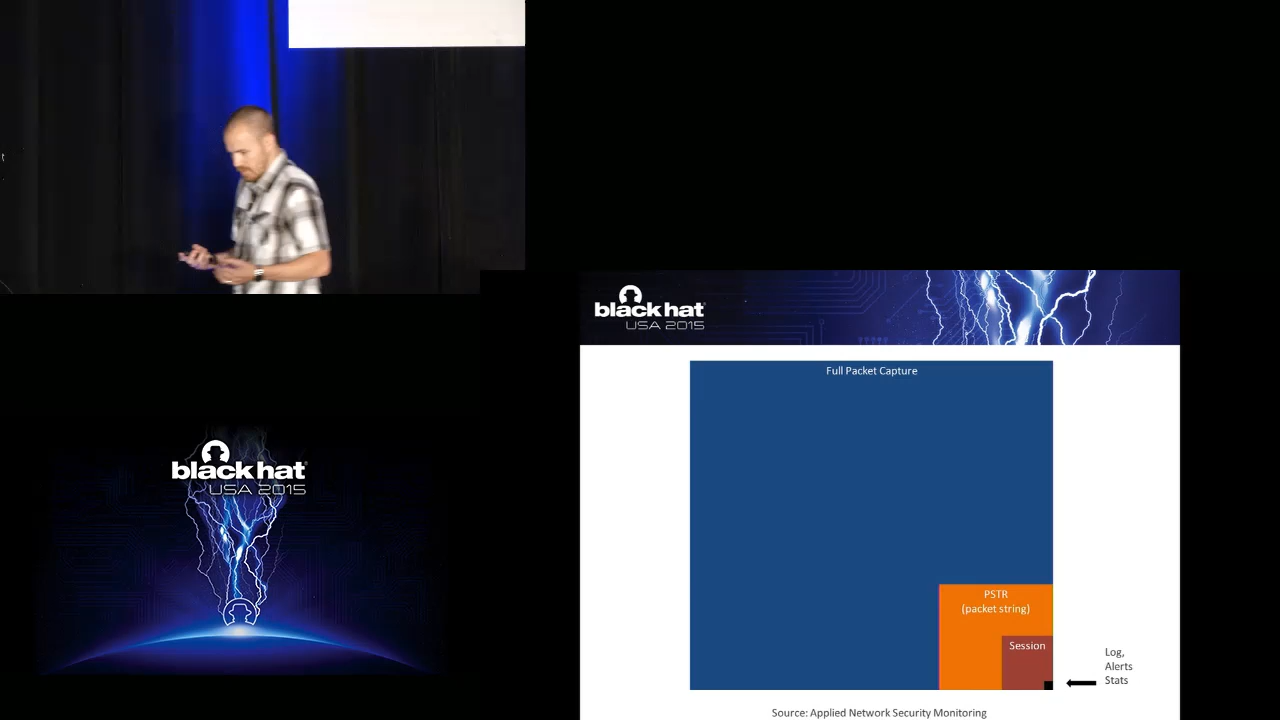 t
black hat
USA 2015
black hat
USA 2015
Full Packet Capture
PSTR
(packet string)
Session
Log,
Alerts
Stats
Source: Applied Network Security Monitoring